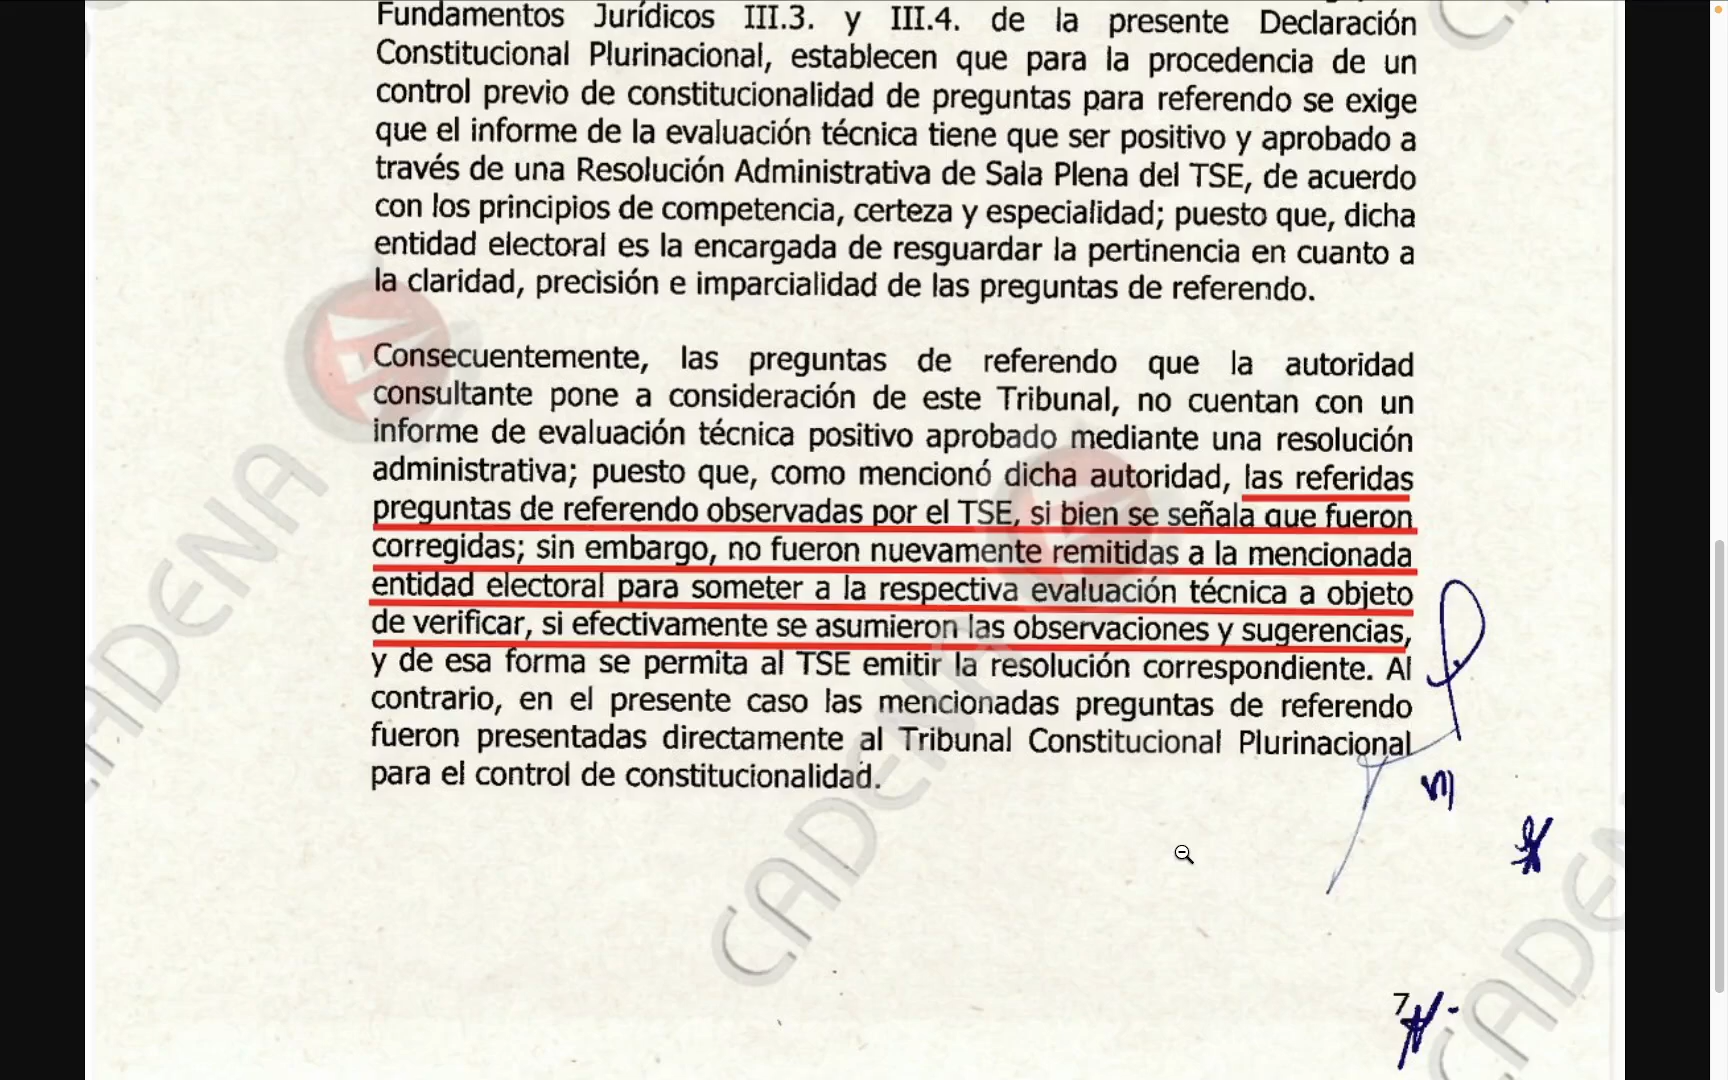 Fundamentos Jurídicos III.3. y III.4. de la presente Declaración
Constitucional Plurinacional, establecen que para la procedencia de un
control previo de constitucionalidad de preguntas para referendo se exige
que el informe de la evaluación técnica tiene que ser positivo y aprobado a
través de una Resolución Administrativa de Sala Plena del TSE, de acuerdo
con los principios de competencia, certeza y especialidad; puesto que, dicha
entidad electoral es la encargada de resguardar la pertinencia en cuanto a
la claridad, precisión e imparcialidad de las preguntas de referendo.
Consecuentemente, las preguntas de referendo que la autoridad
consultante pone a consideración de este Tribunal, no cuentan con un
informe de evaluación técnica positivo aprobado mediante una resolución
administrativa; puesto que, como mencionó dicha autoridad, las referidas
preguntas de referendo observadas por el TSE, si bien se señala que fueron
corregidas; sin embargo, no fueron nuevamente remitidas a la mencionada
entidad electoral para someter a la respectiva evaluación técnica a objeto
de verificar, si efectivamente se asumieron las observaciones y sugerencias,
y de esa forma se permita al TSE emitir la resolución correspondiente. Al
contrario, en el presente caso las mencionadas preguntas de referendo
fueron presentadas directamente al Tribunal Constitucional Plurinacional
para el control de constitucionalidad.
7
CADENA
CADENA
CADENA